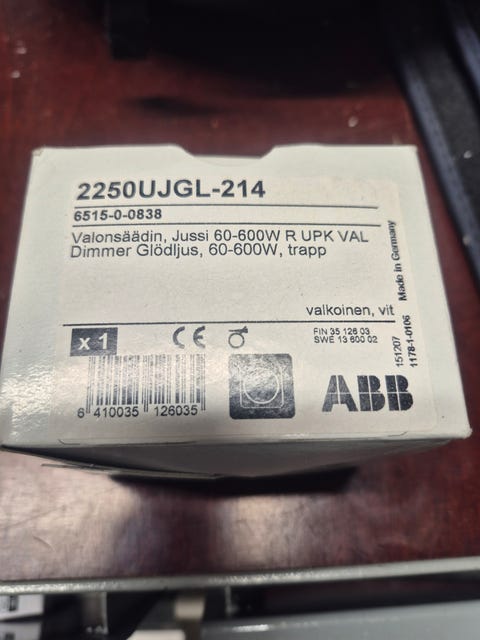 2250UJGL-214
6515-0-0838
Valonsäädin, Jussi 60-600W R UPK VAL
Dimmer Glödljus, 60-600W, trapp
valkoinen, vit
x 1
CE
FIN 35 126 03
SWE 13 600 02
6 410035 126035
ABB
151207
1178-1-0106
Made in Germany